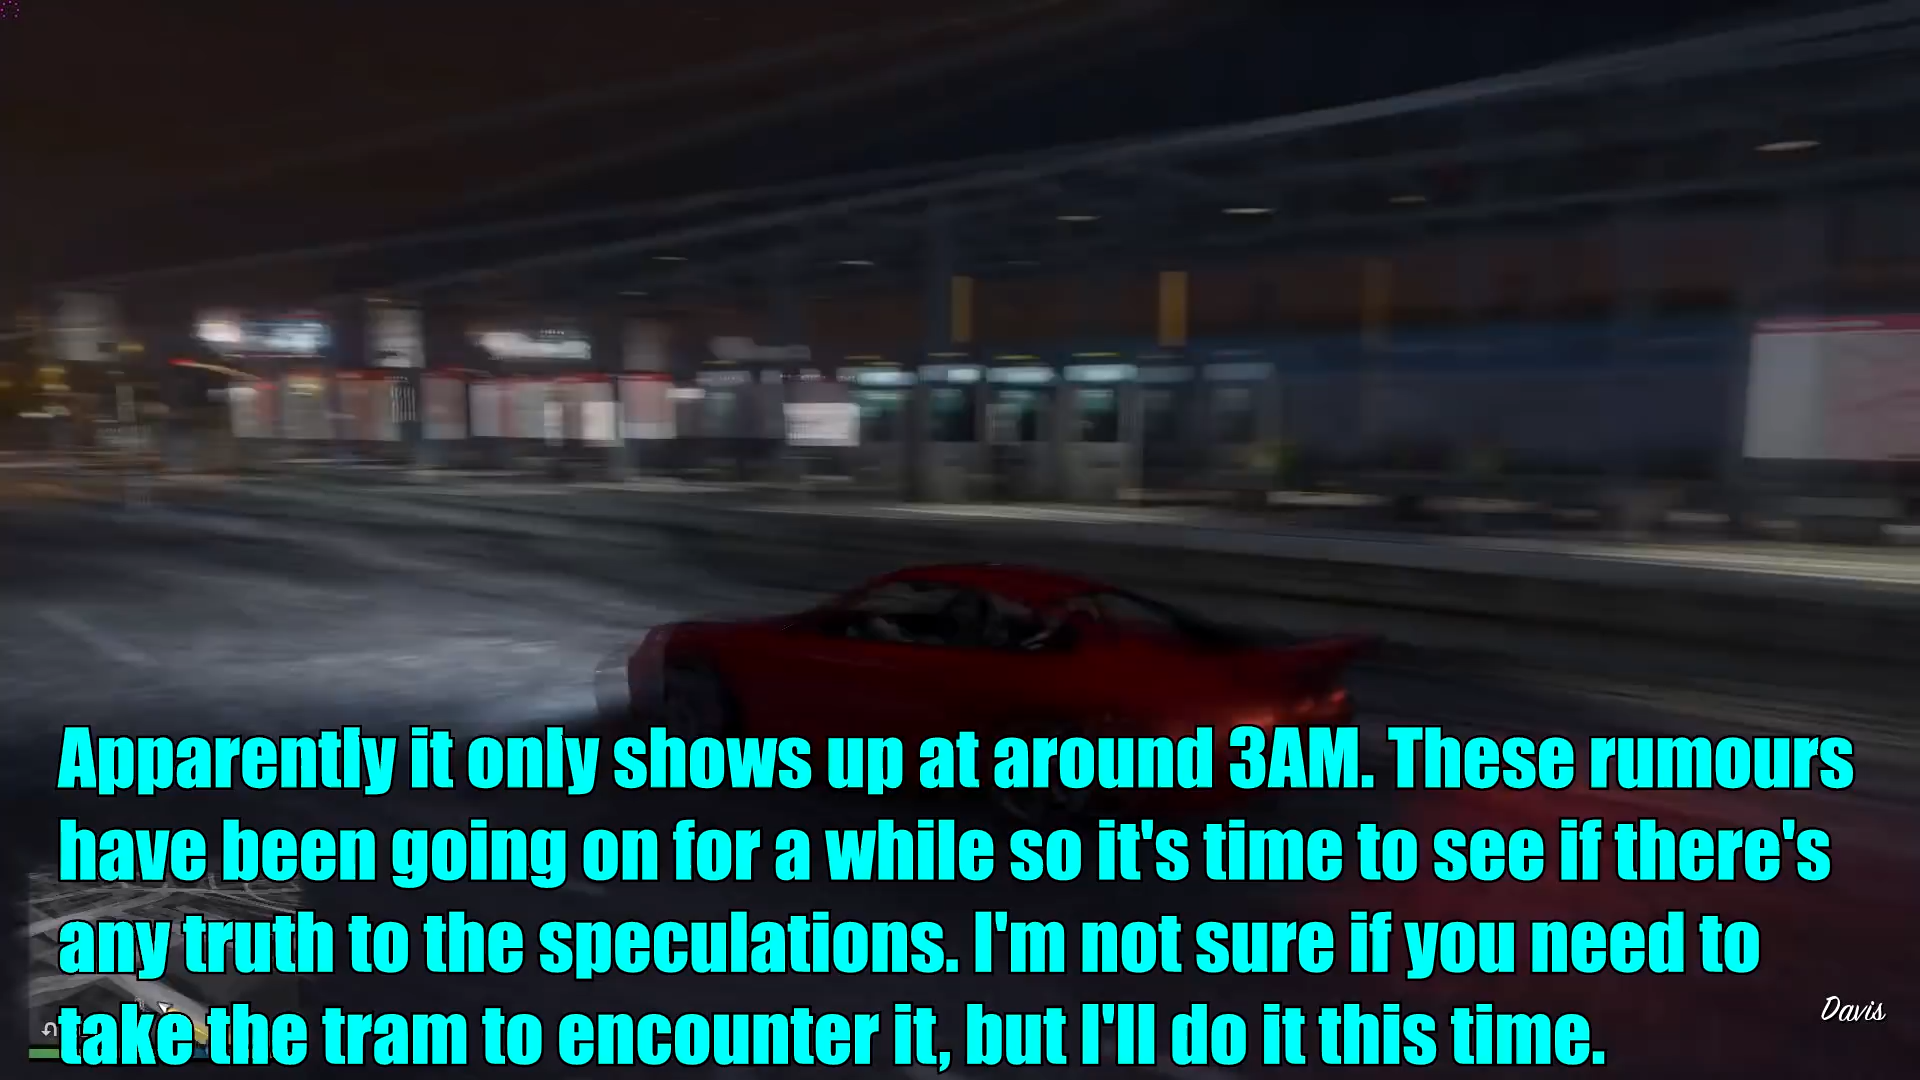 Apparently it only shows up at around 3AM. These rumours
have been going on for a while so it's time to see if there's
any truth to the speculations. I'm not sure if you need to
take the tram to encounter it, but I'll do it this time.
Davis